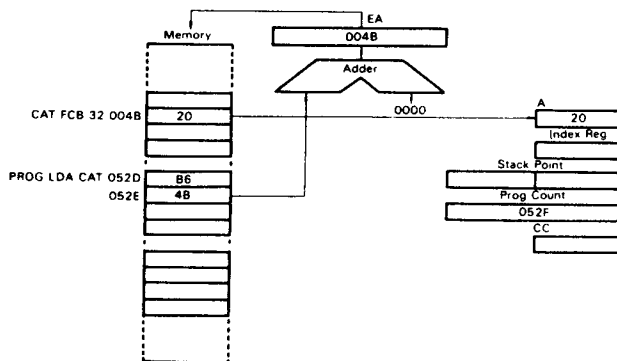 EA
Memory
004B
Adder
A
CAT FCB 32 004B
20
0000
20
Index Reg
Stack Point
PROG LDA CAT 052D
B6
Prog Count
052E
4B
052F
CC